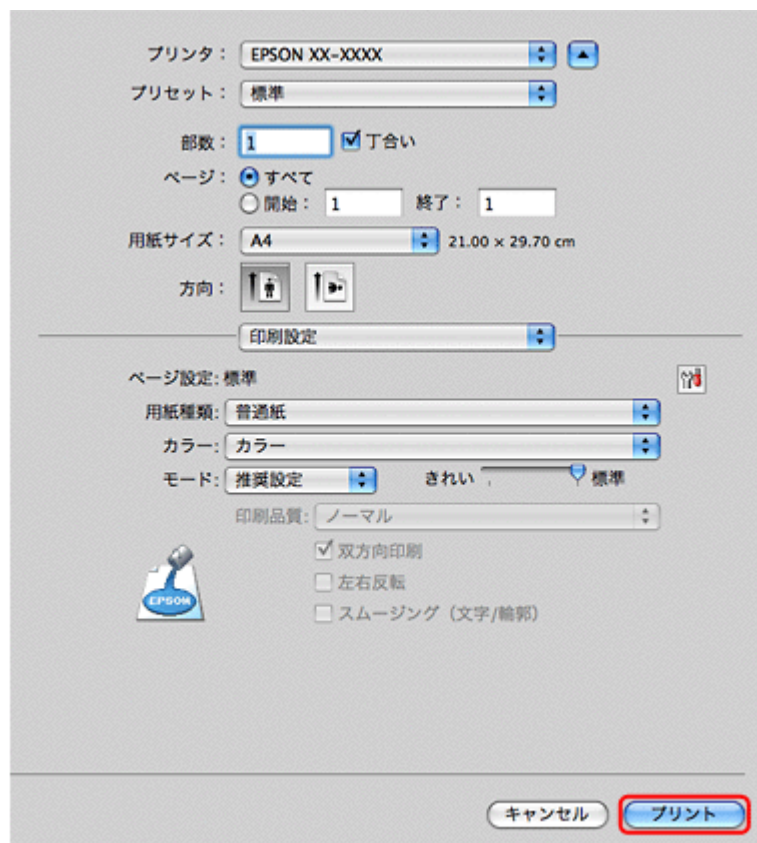 プリンタ： EPSON XX-XXXX
プリセット： 標準
部数： 1 丁合い
ページ： すべて
開始： 1 終了： 1
用紙サイズ： A4 21.00 × 29.70 cm
方向：
印刷設定
ページ設定: 標準
用紙種類: 普通紙
カラー: カラー
モード: 推奨設定 きれい 標準
印刷品質: ノーマル
双方向印刷
左右反転
EPSON
スムージング（文字/輪郭）
キャンセル プリント